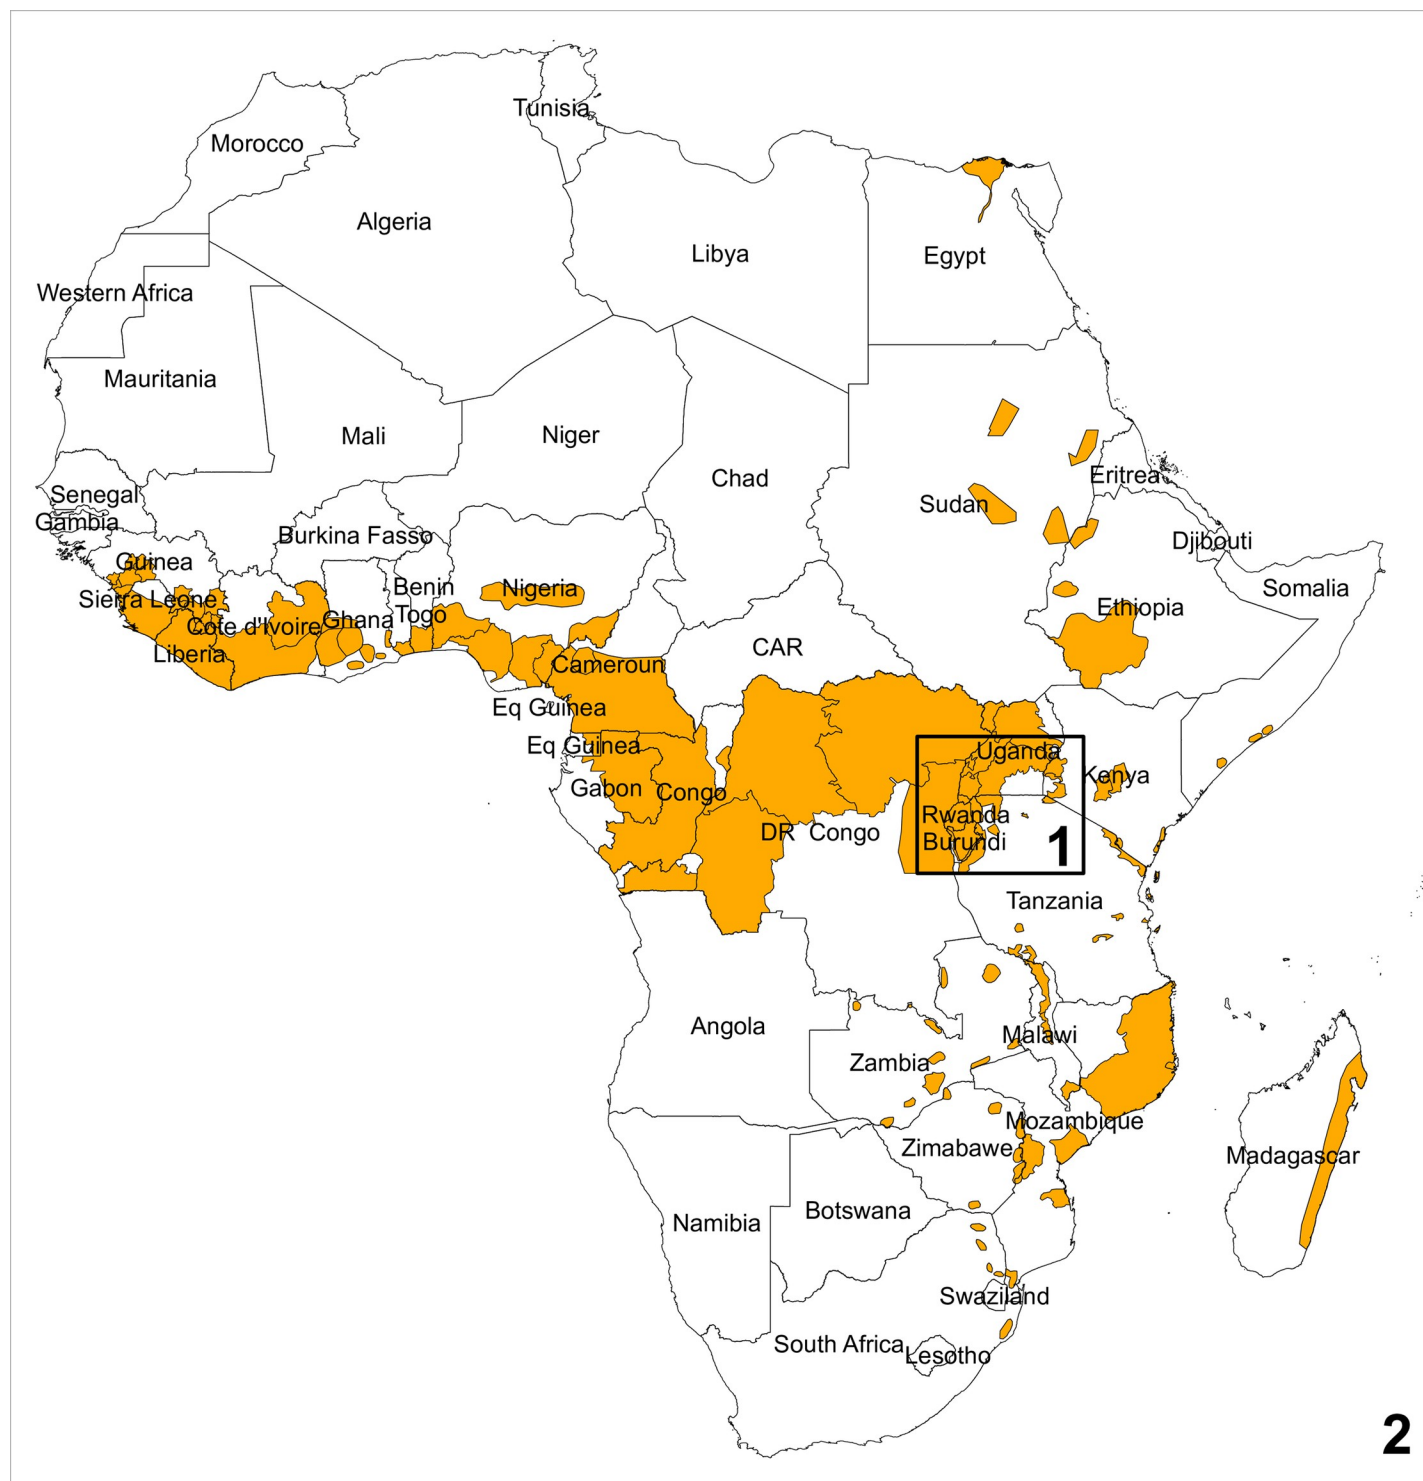 Tunisia
Morocco
Algeria
Libya
Egypt
Western Africa
Mauritania
Mali
Niger
Chad
Eritrea
Senegal
Sudan
Gambia
Burkina Fasso
Djibouti
Guinea
Benin
Nigeria
Somalia
Sierra Leone
Ethiopia
Togo
Ghana
Cote d'Ivoire
CAR
Liberia
Cameroun
Eq Guinea
Eq Guinea
Uganda
Kenya
Gabon
Congo
Rwanda
DR Congo
Burundi
1
Tanzania
Angola
Malawi
Zambia
Mozambique
Zimabawe
Madagascar
Botswana
Namibia
Swaziland
South Africa
Lesotho
2